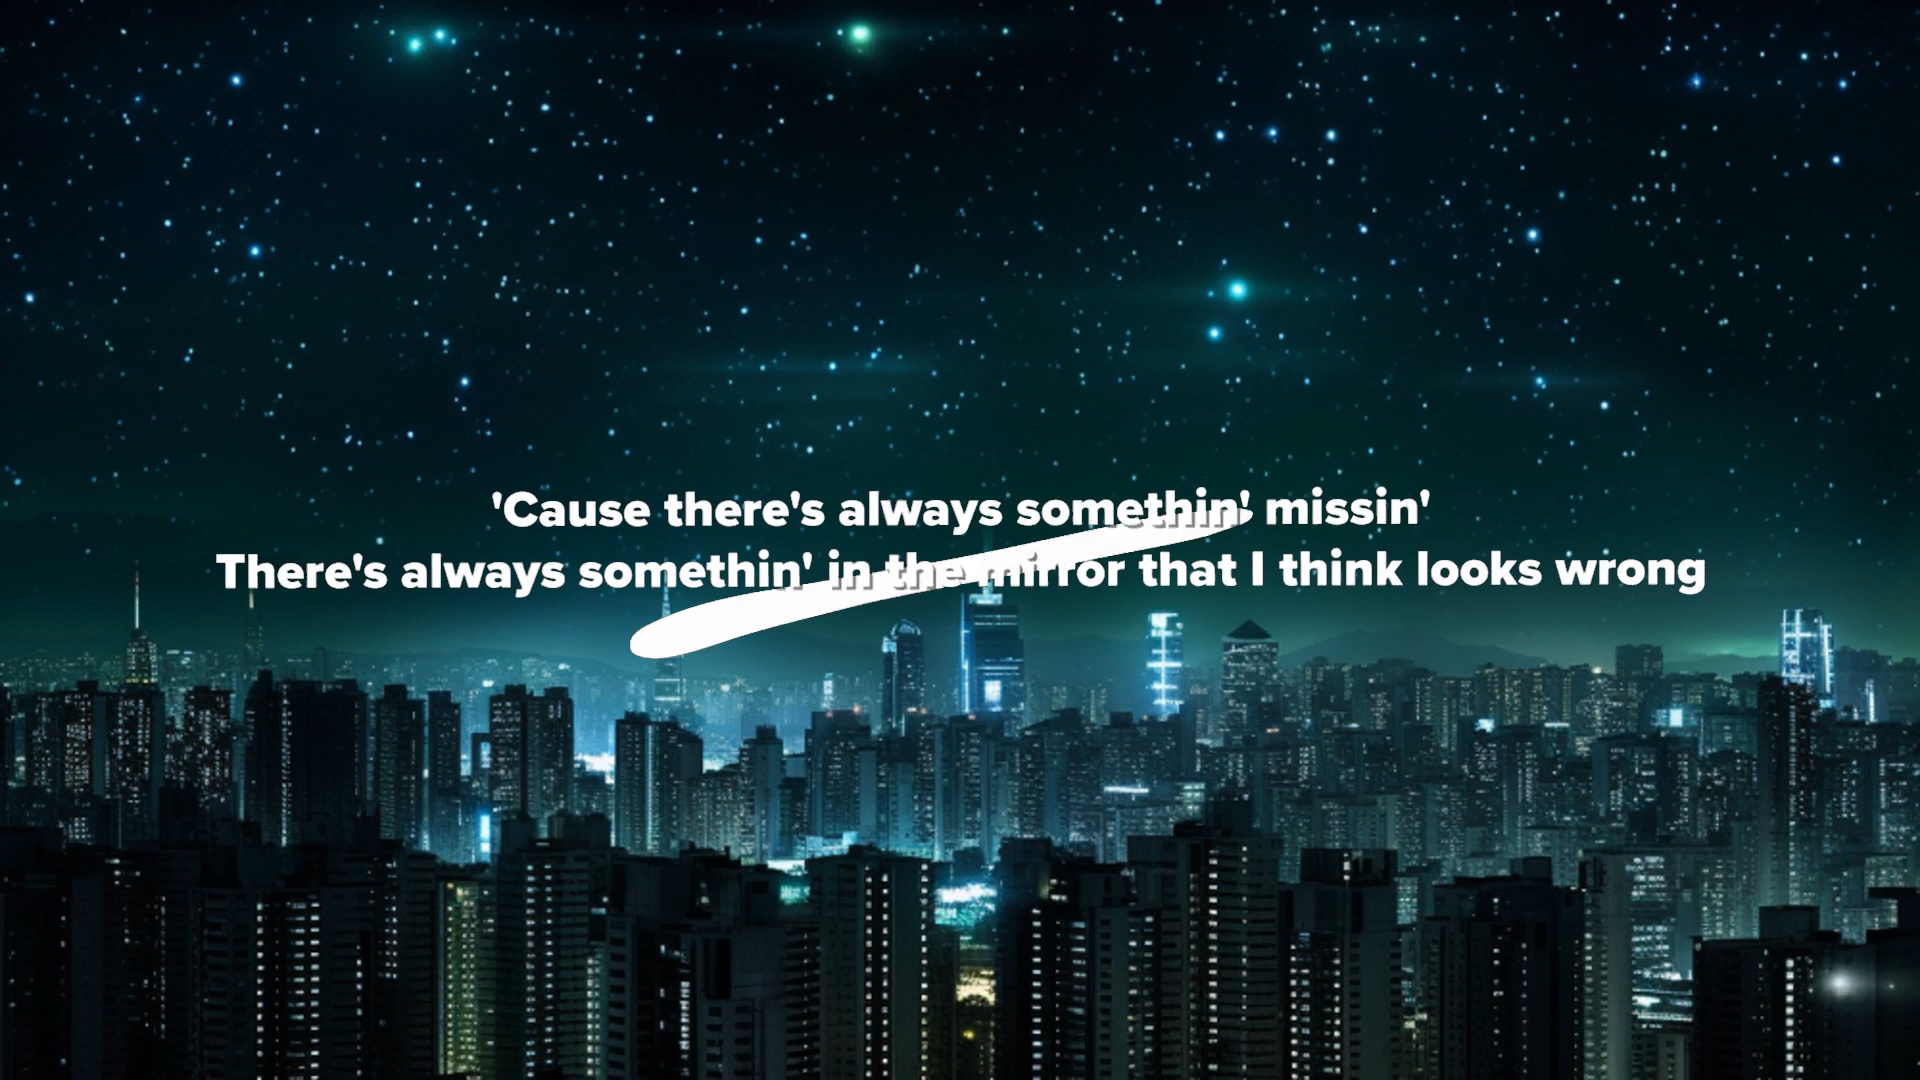 'Cause there's always somethin' missin'
There's always somethin' in the mirror that I think looks wrong